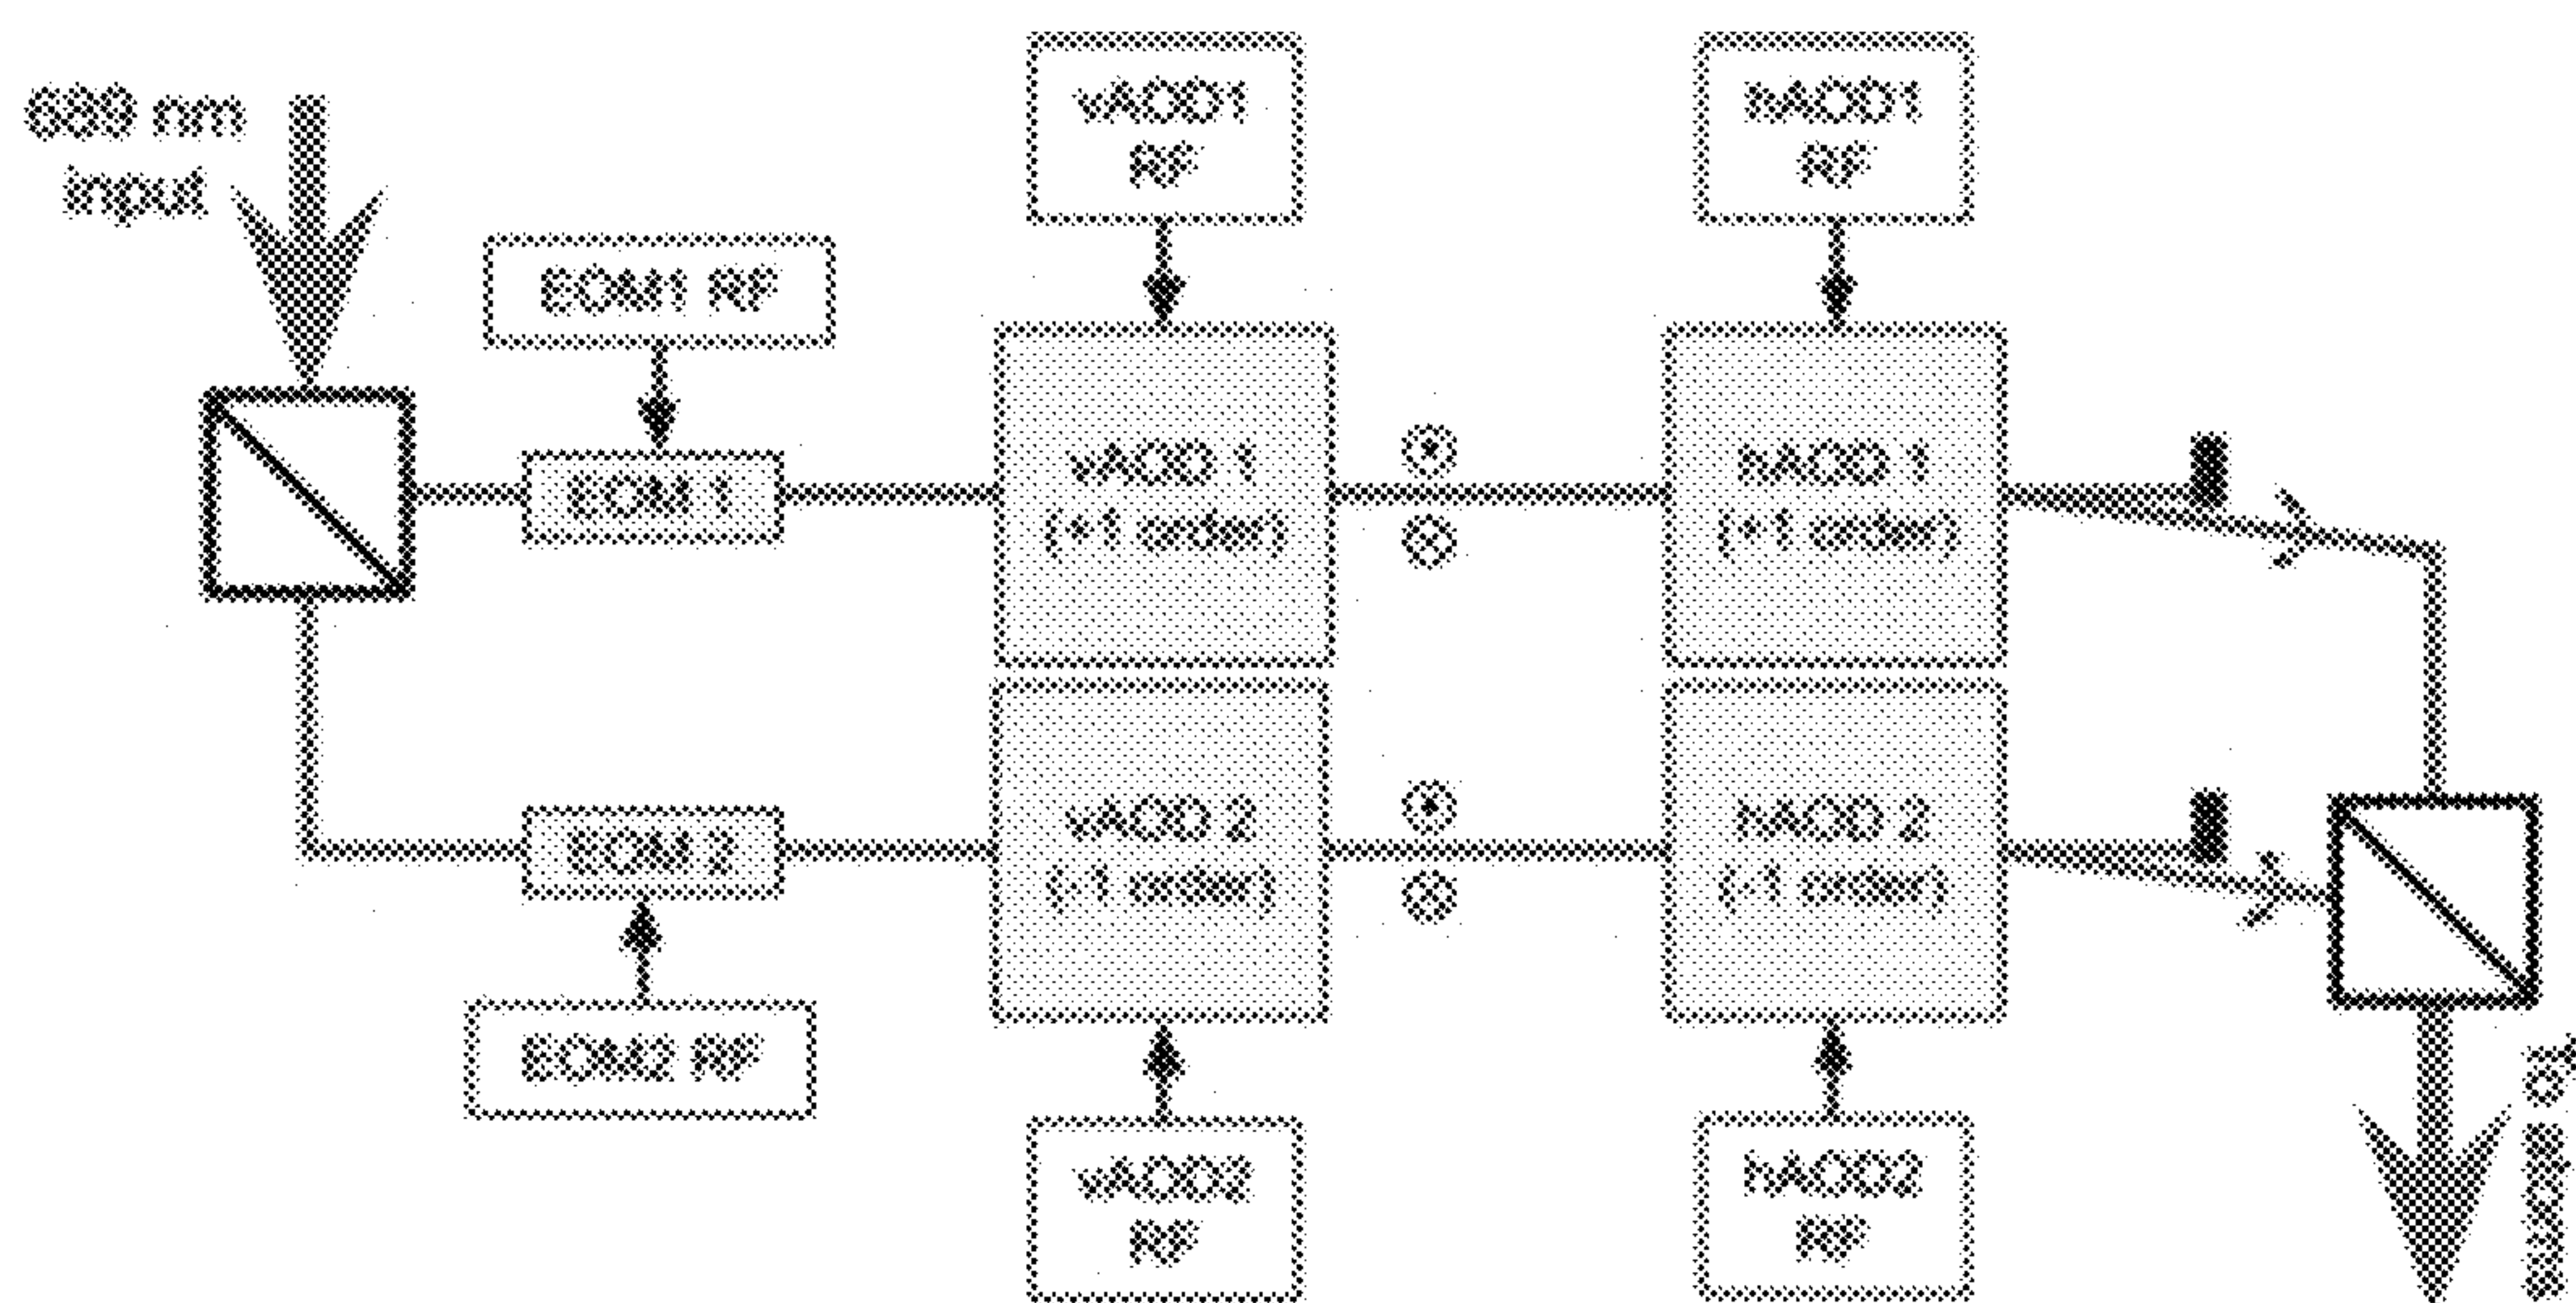 689 nm
input
vAOD1
RF
hAOD1
RF
EOM1 RF
EOM 1
vAOD 1
(+1 order)
hAOD 1
(+1 order)
EOM 2
vAOD 2
(-1 order)
hAOD 2
(-1 order)
EOM2 RF
vAOD2
RF
hAOD2
RF
to